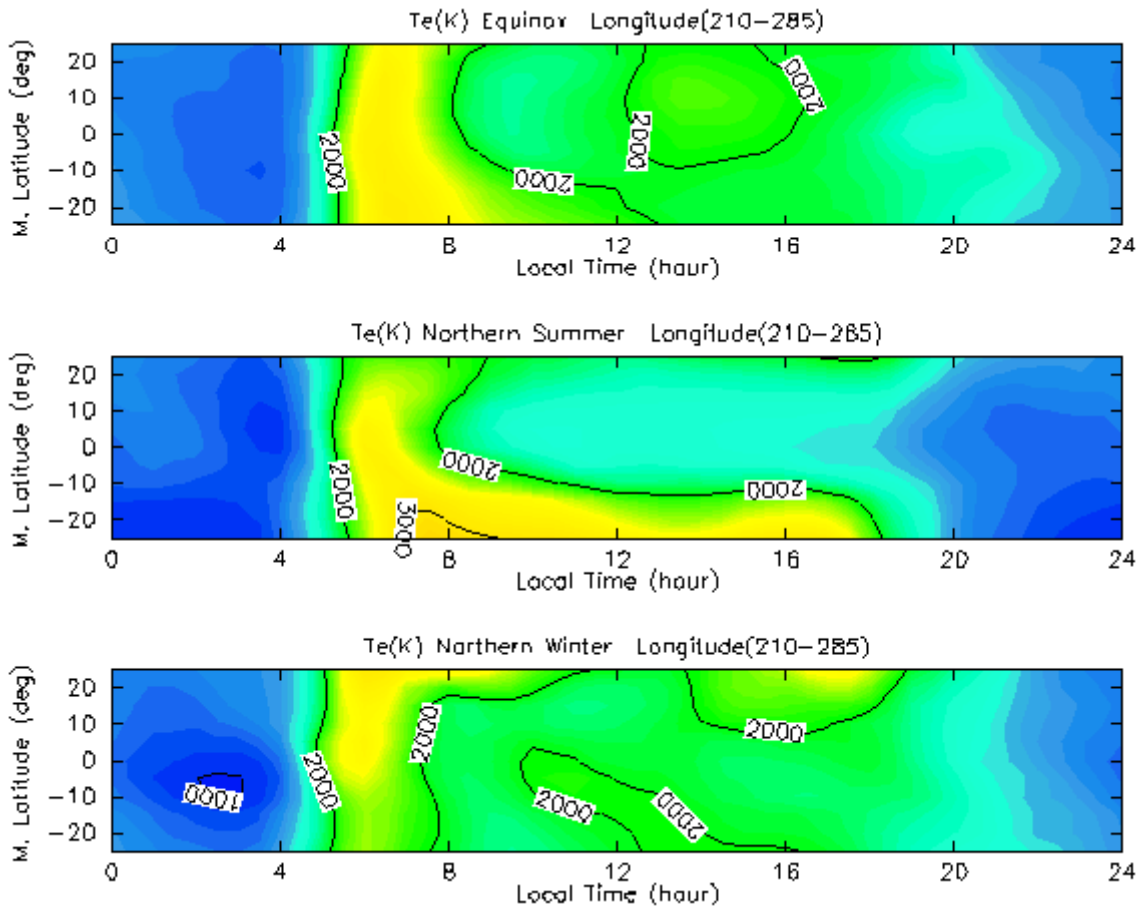 Te(K) Equinox Longitude(210-285)
M. Latitude (deg)
20
10
0
-10
-20
2000
2000
2000
2000
0 4 8 12 16 20 24
Local Time (hour)
Te(K) Northern Summer Longitude(210-285)
M. Latitude (deg)
20
10
0
-10
-20
2000
2000
2000
3000
0 4 8 12 16 20 24
Local Time (hour)
Te(K) Northern Winter Longitude(210-285)
M. Latitude (deg)
20
10
0
-10
-20
1000
2000
2000
2000
2000
2000
0 4 8 12 16 20 24
Local Time (hour)